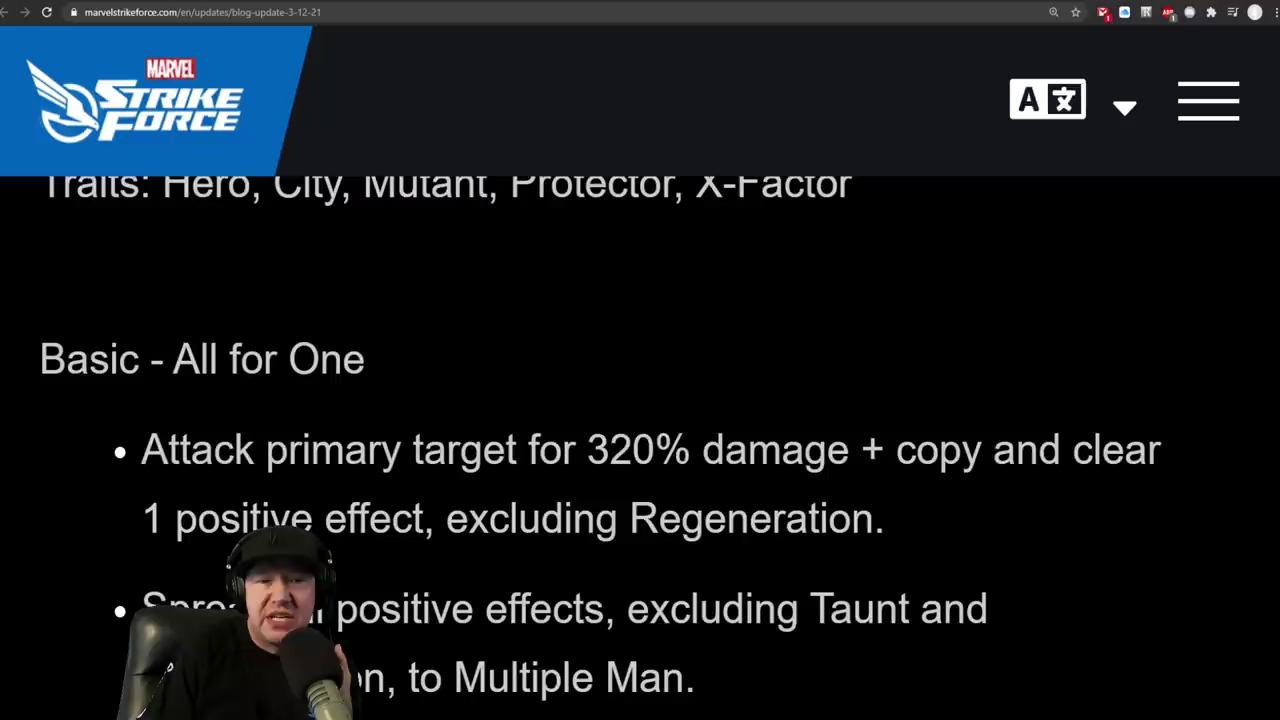 marvelstrikeforce.com/en/updates/blog-update-3-12-21
MARVEL
STRIKE
FORCE
A 文
Traits: Hero, City, Mutant, Protector, X-Factor
Basic - All for One
• Attack primary target for 320% damage + copy and clear
1 positive effect, excluding Regeneration.
• positive effects, excluding Taunt and
to Multiple Man.